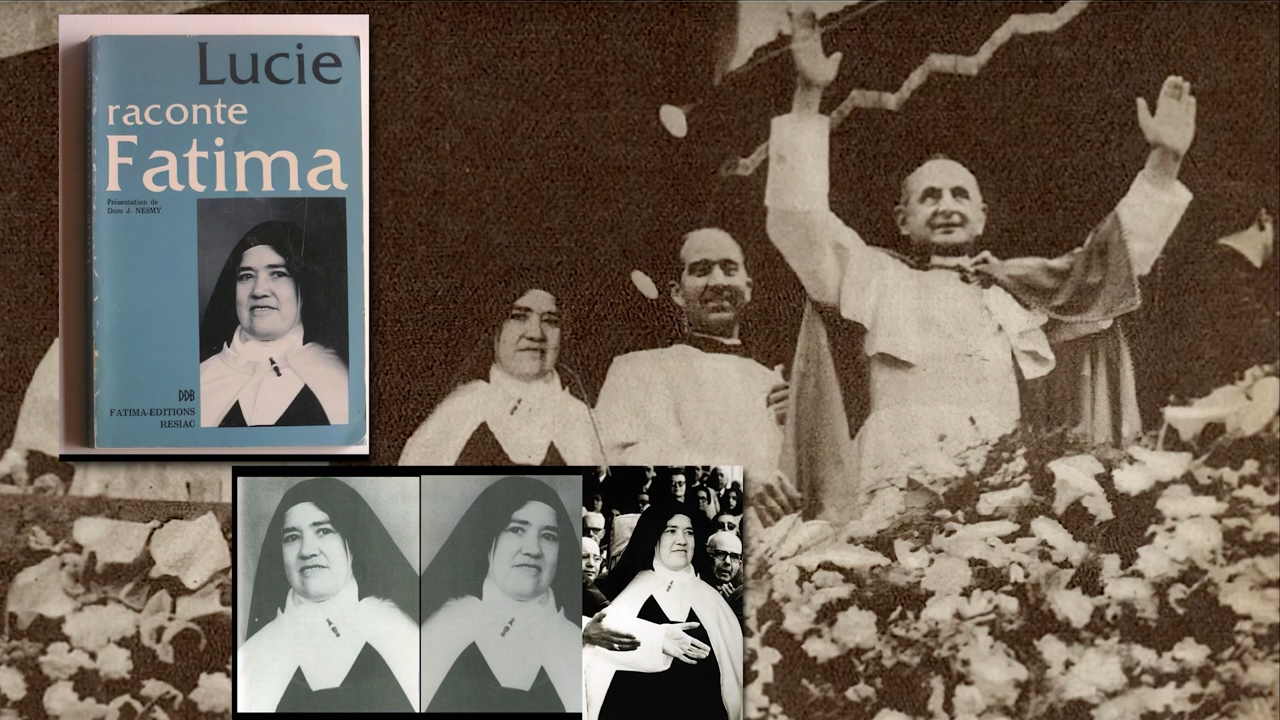 Lucie
raconte
Fatima
Présentation de
Dom J. NESMY
DDB
FATIMA-EDITIONS
RESIAC